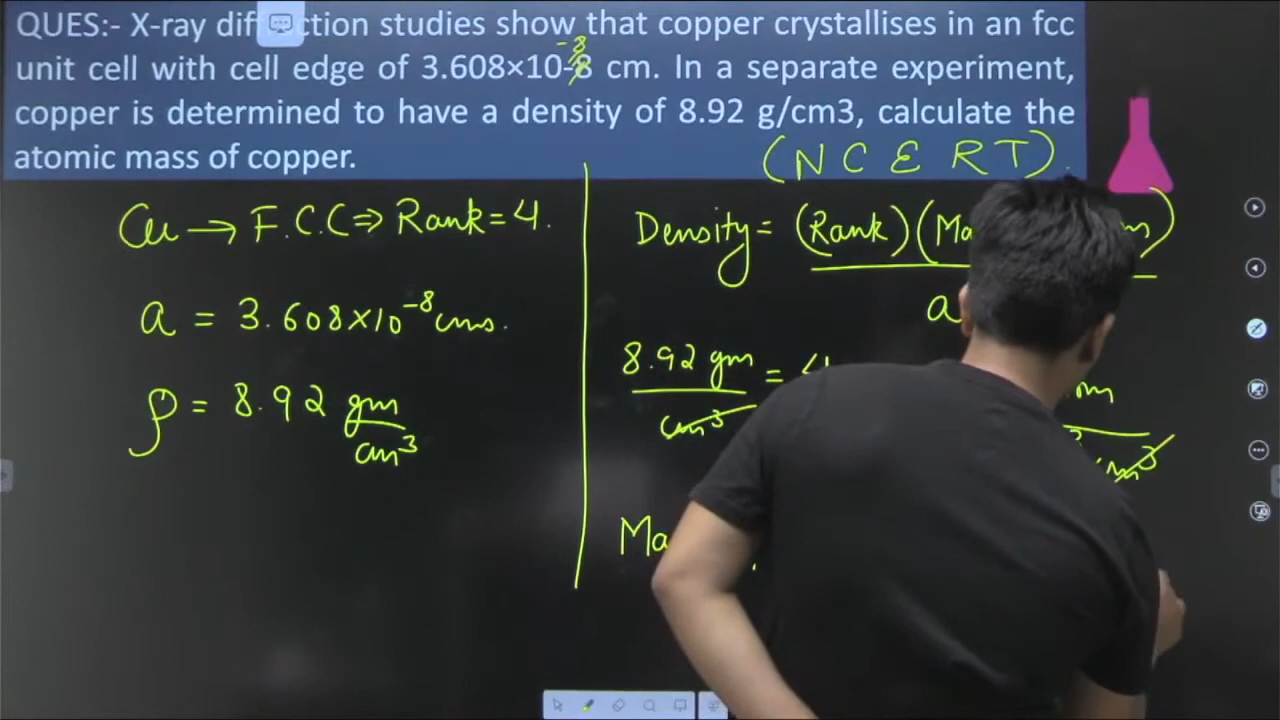 QUES:- X-ray diffraction studies show that copper crystallises in an fcc
unit cell with cell edge of 3.608×10-8 cm. In a separate experiment,
copper is determined to have a density of 8.92 g/cm3, calculate the
atomic mass of copper.
(NCERT).
Cu → F.C.C ⇒ Rank = 4.
a = 3.608×10⁻⁸ cms.
ρ = 8.92 gm/cm³
Density = (Rank)(Ma m)
a
8.92 gm/cm³ = 4 m
cm³
Ma